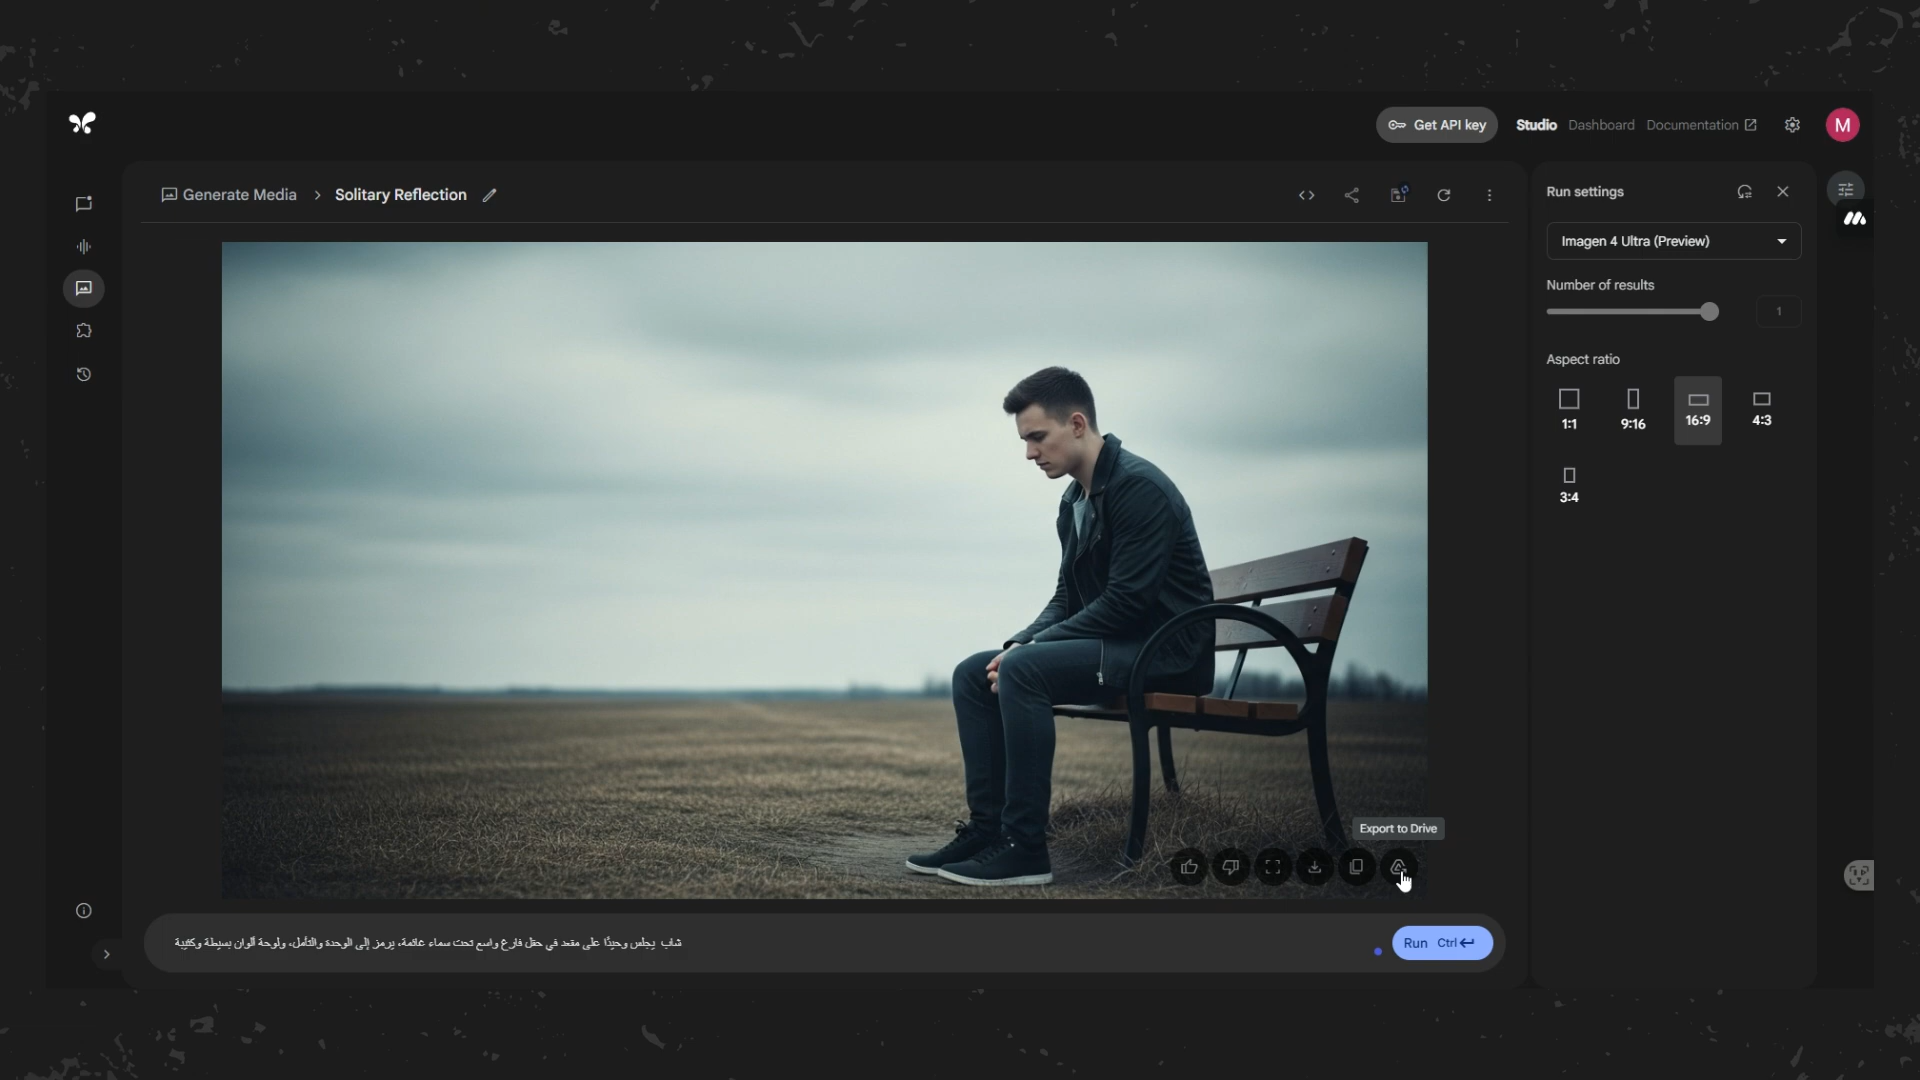 Get API key
Studio
Dashboard
Documentation
M
Generate Media > Solitary Reflection
Run settings
Imagen 4 Ultra (Preview)
Number of results
1
Aspect ratio
1:1
9:16
16:9
4:3
3:4
Export to Drive
شاب يجلس وحيدًا على مقعد في حقل فارغ واسع تحت سماء غائمة، يرمز إلى الوحدة والتأمل، ولوحة ألوان بسيطة وكئيبة
Run Ctrl